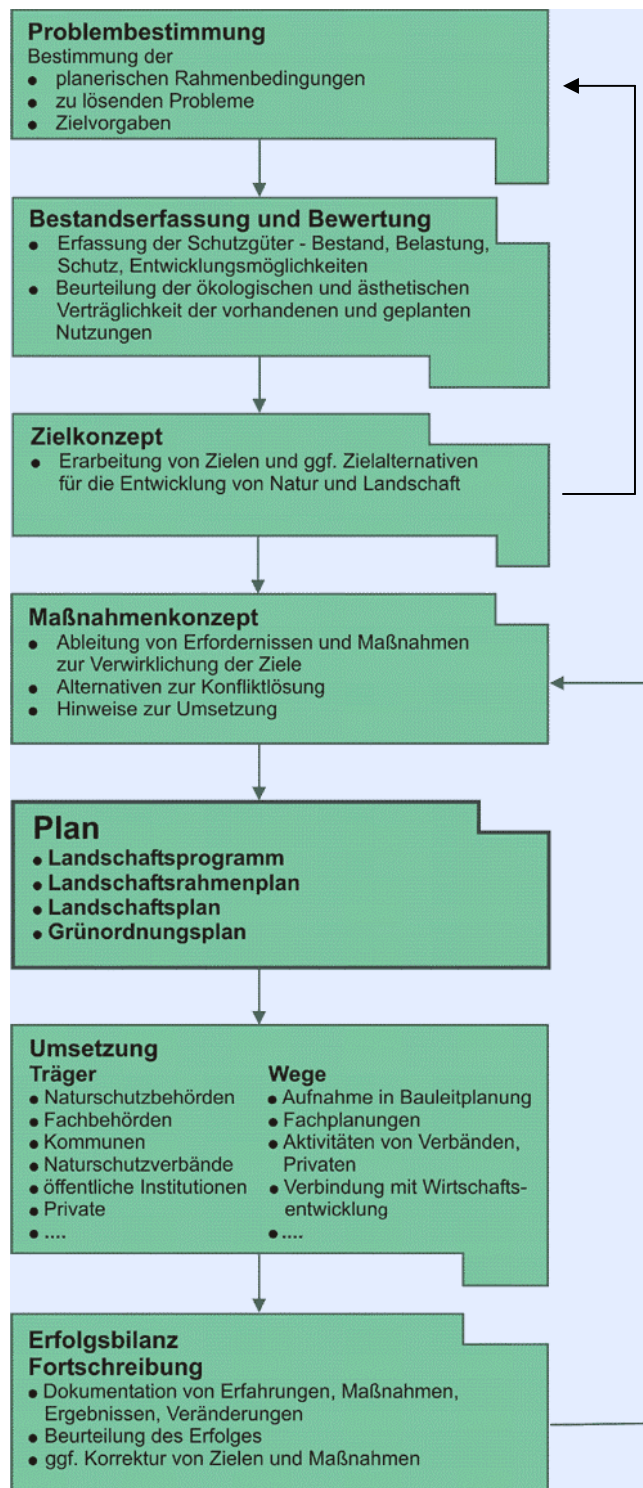 Problembestimmung
Bestimmung der
● planerischen Rahmenbedingungen
● zu lösenden Probleme
● Zielvorgaben
Bestandserfassung und Bewertung
● Erfassung der Schutzgüter - Bestand, Belastung,
Schutz, Entwicklungsmöglichkeiten
● Beurteilung der ökologischen und ästhetischen
Verträglichkeit der vorhandenen und geplanten
Nutzungen
Zielkonzept
● Erarbeitung von Zielen und ggf. Zielalternativen
für die Entwicklung von Natur und Landschaft
Maßnahmenkonzept
● Ableitung von Erfordernissen und Maßnahmen
zur Verwirklichung der Ziele
● Alternativen zur Konfliktlösung
● Hinweise zur Umsetzung
Plan
● Landschaftsprogramm
● Landschaftsrahmenplan
● Landschaftsplan
● Grünordnungsplan
Umsetzung
Träger
● Naturschutzbehörden
● Fachbehörden
● Kommunen
● Naturschutzverbände
● öffentliche Institutionen
● Private
● ....
Wege
● Aufnahme in Bauleitplanung
● Fachplanungen
● Aktivitäten von Verbänden,
Privaten
● Verbindung mit Wirtschafts-
entwicklung
● ....
Erfolgsbilanz
Fortschreibung
● Dokumentation von Erfahrungen, Maßnahmen,
Ergebnissen, Veränderungen
● Beurteilung des Erfolges
● ggf. Korrektur von Zielen und Maßnahmen